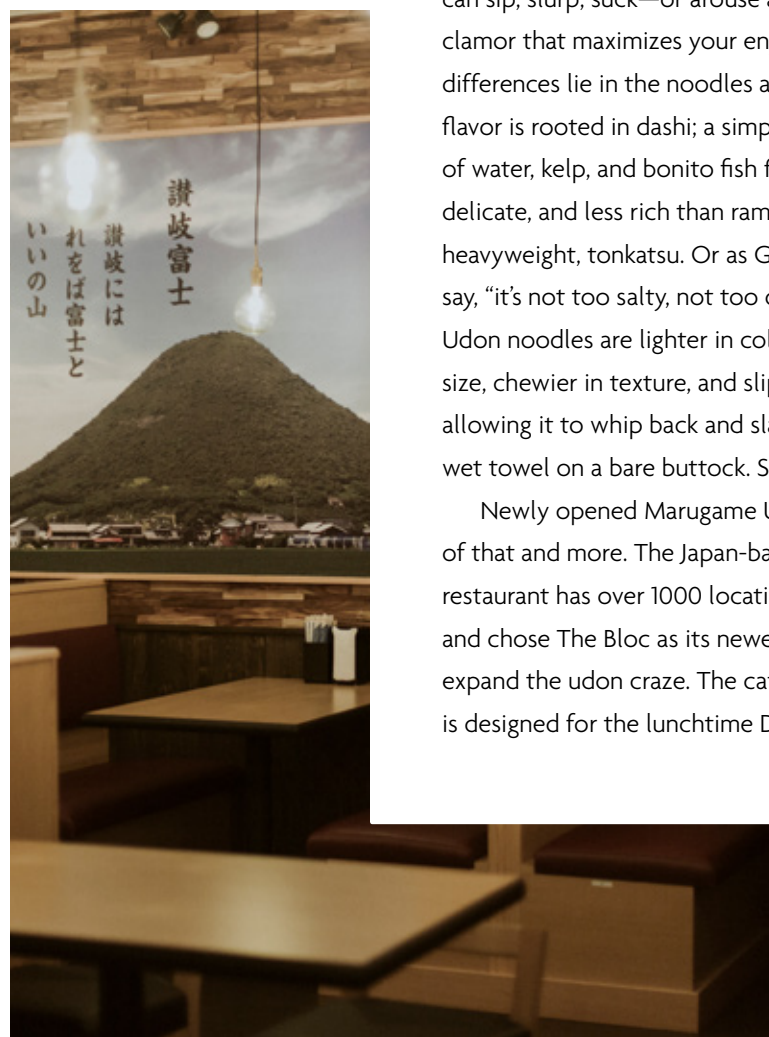 讃岐富士
讃岐には
れをば富士と
いいの山
can sip, slurp, suck—or arouse a
clamor that maximizes your en
differences lie in the noodles a
flavor is rooted in dashi; a simp
of water, kelp, and bonito fish f
delicate, and less rich than ram
heavyweight, tonkatsu. Or as G
say, “it’s not too salty, not too
Udon noodles are lighter in col
size, chewier in texture, and slip
allowing it to whip back and sla
wet towel on a bare buttock. S
Newly opened Marugame U
of that and more. The Japan-ba
restaurant has over 1000 locati
and chose The Bloc as its newe
expand the udon craze. The caf
is designed for the lunchtime D